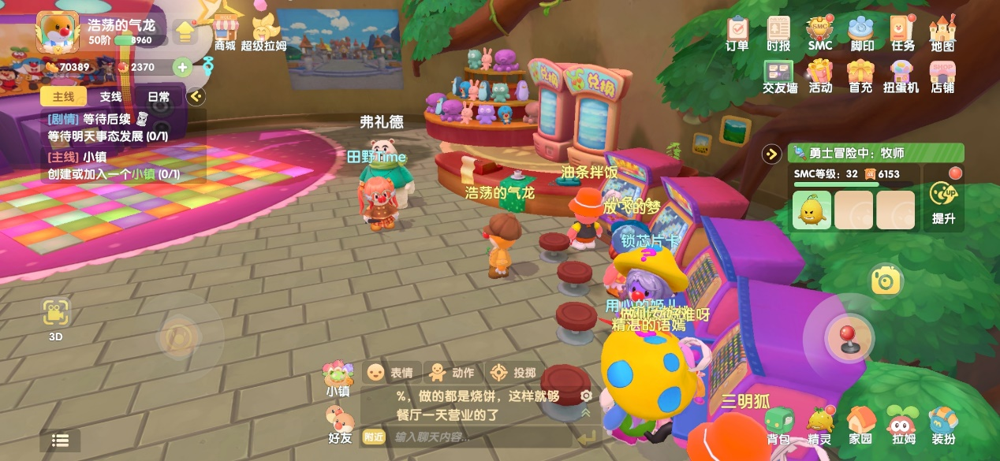 浩荡的气龙
50阶 8960
商城
超级拉姆
70389
2370
主线
支线
日常
[剧情] 等待后续
等待明天事态发展 (0/1)
[主线] 小镇
创建或加入一个小镇 (0/1)
订单
时报
SMC
脚印
任务
地图
交友墙
活动
首充
扭蛋机
店铺
勇士冒险中：牧师
SMC等级：32 6153
UP
提升
兑换
兑换
弗礼德
田野Time
浩荡的气龙
油条拌饭
放飞的梦
锁芯片卡
精湛的语嫣
三明狐
3D
小镇
好友
表情
动作
投掷
%，做的都是烧饼，这样就够
餐厅一天营业的了
附近
输入聊天内容...
背包
精灵
家园
拉姆
装扮